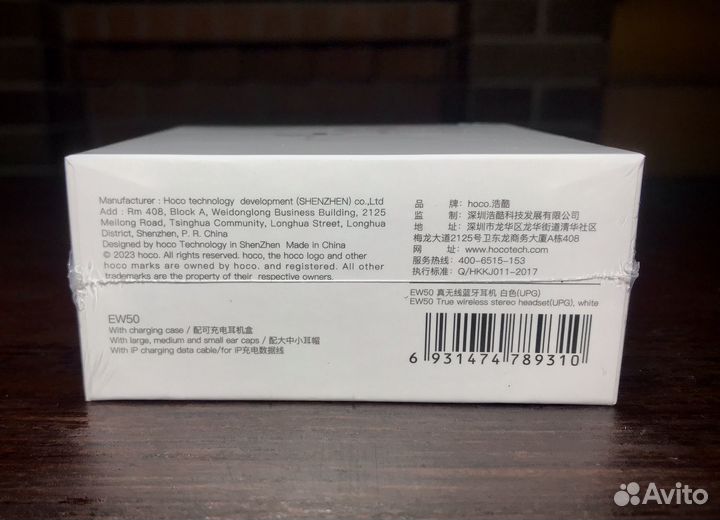 Manufacturer : Hoco technology development (SHENZHEN) co.,Ltd
Add : Rm 408, Block A, Weidonglong Business Building, 2125
Meilong Road, Tsinghua Community, Longhua Street, Longhua
District, Shenzhen, P. R. China
Designed by hoco Technology in ShenZhen Made in China
© 2023 hoco. All rights reserved. hoco, the hoco logo and other
hoco marks are owned by hoco. and registered. All other
trademarks are the property of their respective owners.
品 牌: hoco.浩酷
监 制: 深圳浩酷科技发展有限公司
地 址: 深圳市龙华区龙华街道清华社区
梅龙大道2125号卫东龙商务大厦A栋408
网 址: www.hocotech.com
服务热线: 400-6515-153
执行标准: Q/HKKJ011-2017
EW50 真无线蓝牙耳机 白色(UPG)
EW50 True wireless stereo headset(UPG), white
EW50
With charging case / 配可充电耳机盒
With large, medium and small ear caps / 配大中小耳帽
With IP charging data cable/for IP充电数据线
6 931474 789310
Avito